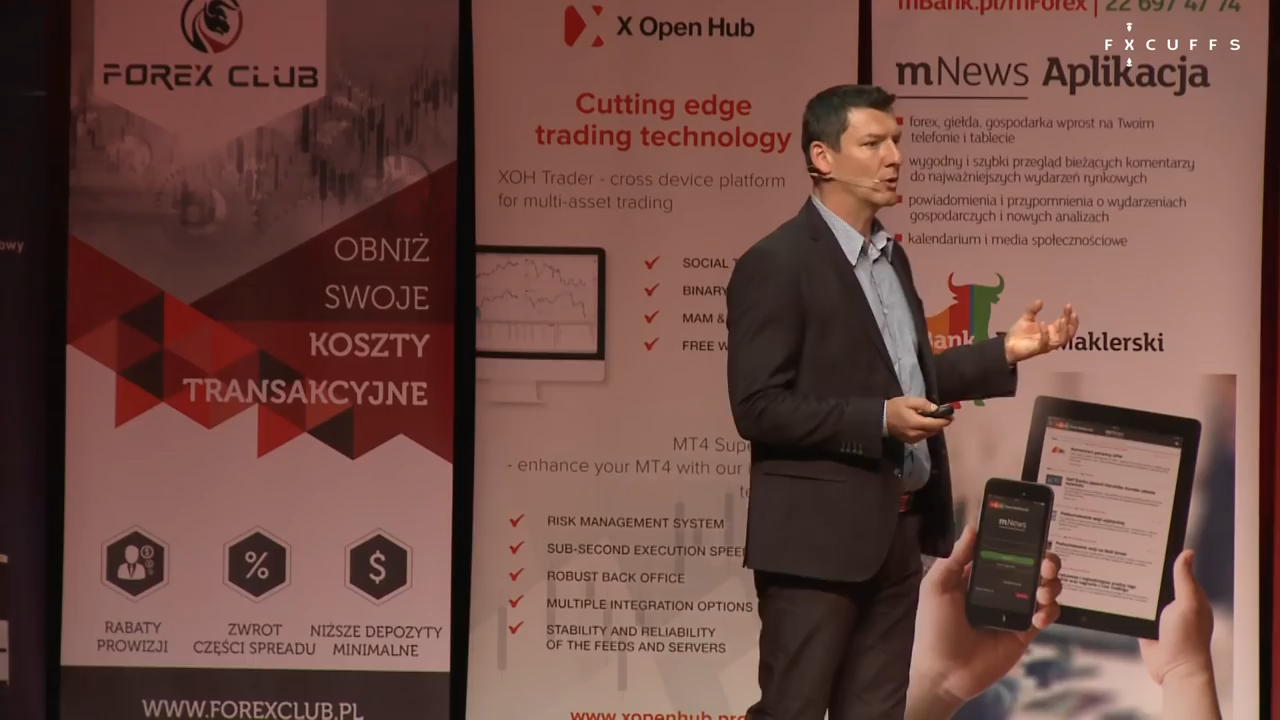 FOREX CLUB
OBNIŻ
SWOJE
KOSZTY
TRANSAKCYJNE
RABATY
PROWIZJI
ZWROT
CZĘŚCI SPREADU
NIŻSZE DEPOZYTY
MINIMALNE
WWW.FOREXCLUB.PL
X Open Hub
Cutting edge
trading technology
XOH Trader - cross device platform
for multi-asset trading
SOCIAL
BINARY
MAM &
FREE
MT4
- enhance your MT4 with our
RISK MANAGEMENT SYSTEM
SUB-SECOND EXECUTION
ROBUST BACK OFFICE
MULTIPLE INTEGRATION OPTIONS
STABILITY AND RELIABILITY
OF THE FEEDS AND SERVERS
mBank.pl/mForex | 22 697 47 74
FXCUFFS
mNews Aplikacja
forex, giełda, gospodarka wprost na Twoim
telefonie i tablecie
wygodny i szybki przegląd bieżących komentarzy
do najważniejszych wydarzeń rynkowych
powiadomienia i przypomnienia o wydarzeniach
gospodarczych i nowych analizach
kalendarium i media społecznościowe
Bank
Maklerski
mNews